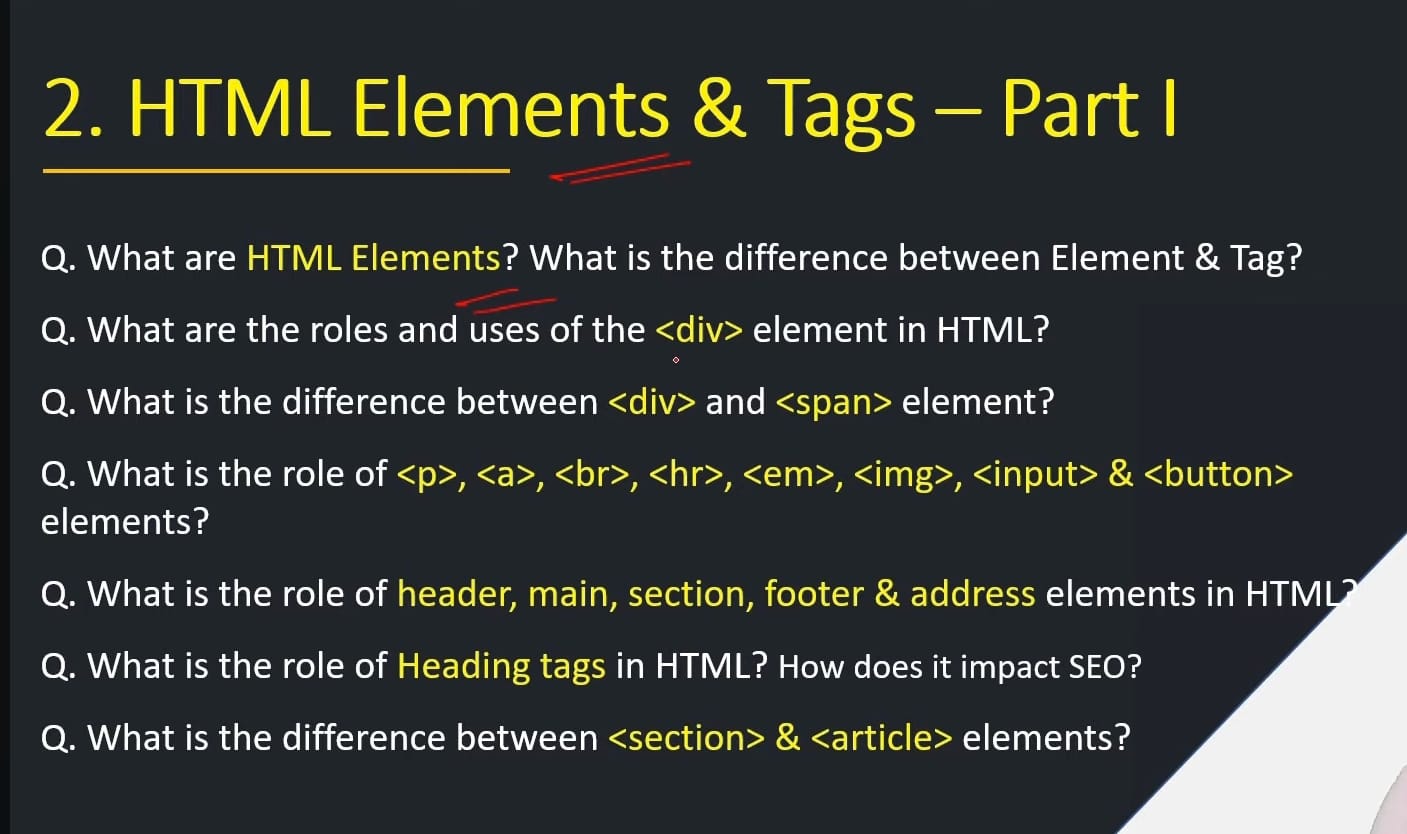 2. HTML Elements & Tags – Part I
Q. What are HTML Elements? What is the difference between Element & Tag?
Q. What are the roles and uses of the <div> element in HTML?
Q. What is the difference between <div> and <span> element?
Q. What is the role of <p>, <a>, <br>, <hr>, <em>, <img>, <input> & <button>
elements?
Q. What is the role of header, main, section, footer & address elements in HTML?
Q. What is the role of Heading tags in HTML? How does it impact SEO?
Q. What is the difference between <section> & <article> elements?